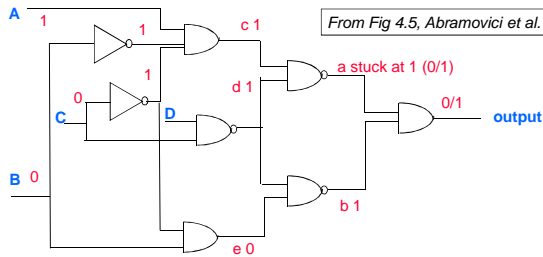 A
1
From Fig 4.5, Abramovici et al.
1
c 1
1
a stuck at 1 (0/1)
0
d 1
0/1
C
D
output
B
0
b 1
e 0